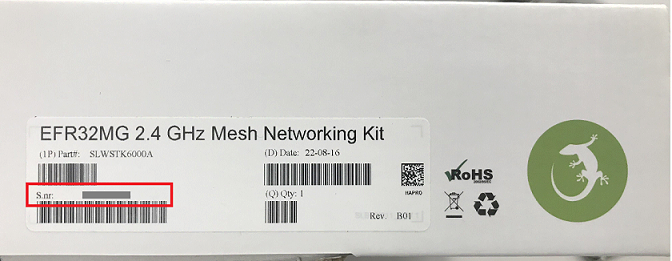 EFR32MG 2.4 GHz Mesh Networking Kit
(1P) Part#: SLWSTK6000A (D) Date: 22-08-16
HAPRO
RoHS
S.nr:
(Q) Qty: 1
Rev. B01